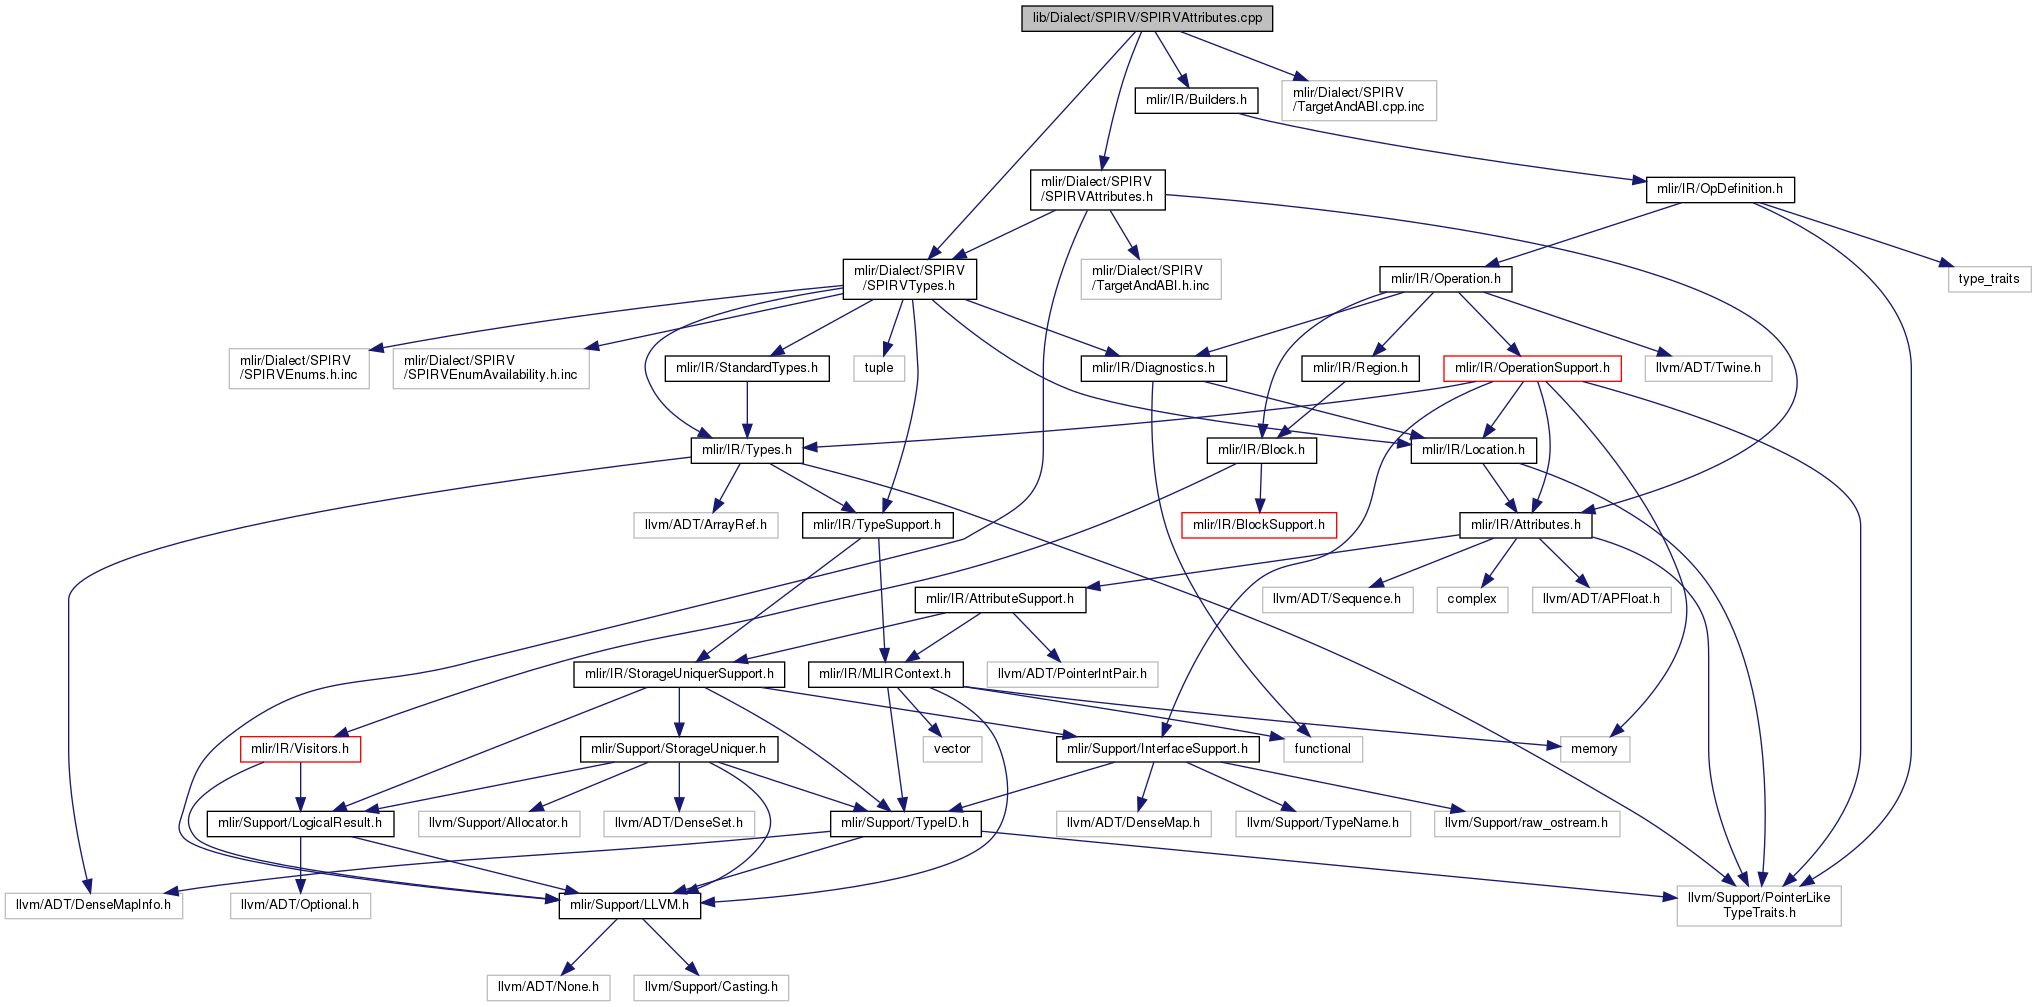 lib/Dialect/SPIRV/SPIRVAttributes.cpp
mlir/IR/Builders.h
mlir/Dialect/SPIRV
/TargetAndABI.cpp.inc
mlir/Dialect/SPIRV
/SPIRVAttributes.h
mlir/IR/OpDefinition.h
mlir/Dialect/SPIRV
/SPIRVTypes.h
mlir/Dialect/SPIRV
/TargetAndABI.h.inc
mlir/IR/Operation.h
type_traits
mlir/Dialect/SPIRV
/SPIRVEnums.h.inc
mlir/Dialect/SPIRV
/SPIRVEnumAvailability.h.inc
mlir/IR/StandardTypes.h
tuple
mlir/IR/Diagnostics.h
mlir/IR/Region.h
mlir/IR/OperationSupport.h
llvm/ADT/Twine.h
mlir/IR/Types.h
mlir/IR/Block.h
mlir/IR/Location.h
llvm/ADT/ArrayRef.h
mlir/IR/TypeSupport.h
mlir/IR/BlockSupport.h
mlir/IR/Attributes.h
mlir/IR/AttributeSupport.h
llvm/ADT/Sequence.h
complex
llvm/ADT/APFloat.h
mlir/IR/StorageUniquerSupport.h
mlir/IR/MLIRContext.h
llvm/ADT/PointerIntPair.h
mlir/IR/Visitors.h
mlir/Support/StorageUniquer.h
vector
mlir/Support/InterfaceSupport.h
functional
memory
mlir/Support/LogicalResult.h
llvm/Support/Allocator.h
llvm/ADT/DenseSet.h
mlir/Support/TypeID.h
llvm/ADT/DenseMap.h
llvm/Support/TypeName.h
llvm/Support/raw_ostream.h
llvm/ADT/DenseMapInfo.h
llvm/ADT/Optional.h
mlir/Support/LLVM.h
llvm/Support/PointerLike
TypeTraits.h
llvm/ADT/None.h
llvm/Support/Casting.h